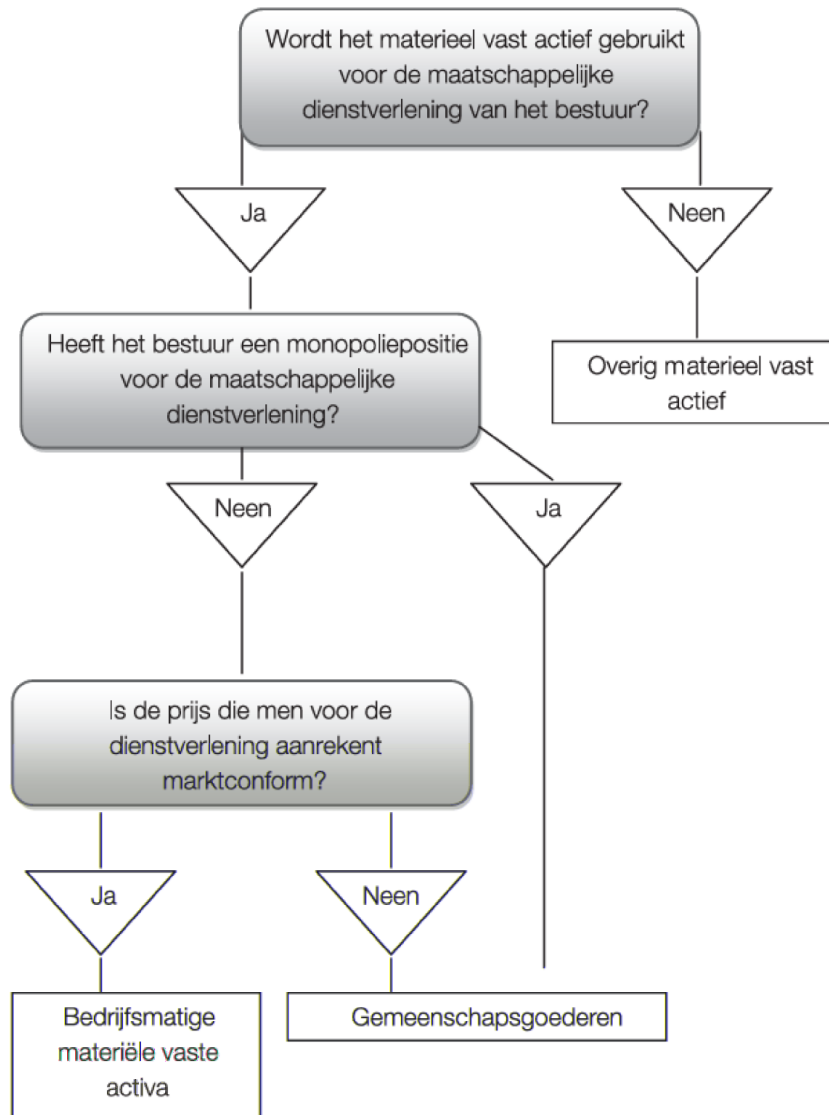 Wordt het materieel vast actief gebruikt
voor de maatschappelijke
dienstverlening van het bestuur?
Ja
Neen
Heeft het bestuur een monopoliepositie
voor de maatschappelijke
dienstverlening?
Overig materieel vast
actief
Neen
Ja
Is de prijs die men voor de
dienstverlening aanrekent
marktconform?
Ja
Neen
Bedrijfsmatige
materiële vaste
activa
Gemeenschapsgoederen